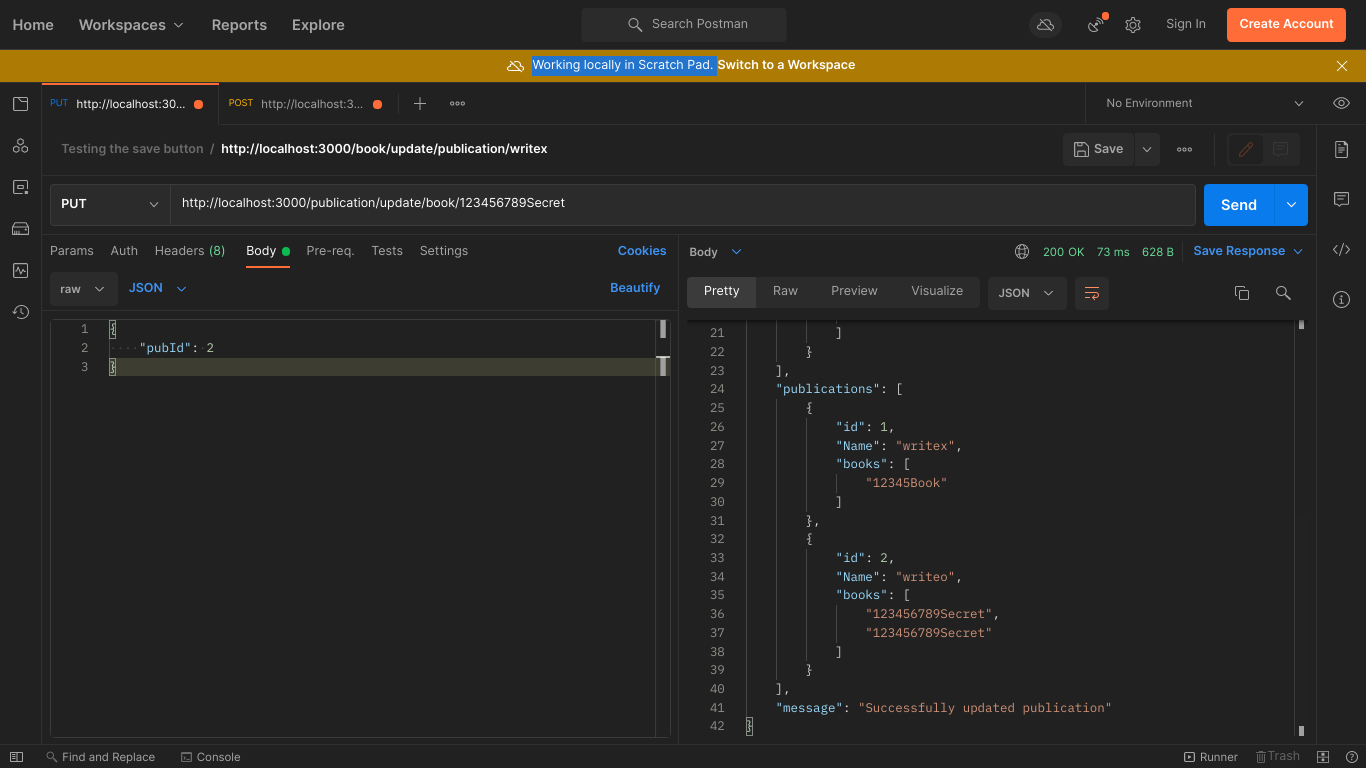 Home Workspaces Reports Explore Search Postman Sign In Create Account
Working locally in Scratch Pad. Switch to a Workspace
PUT http://localhost:30... POST http://localhost:3... No Environment
Testing the save button / http://localhost:3000/book/update/publication/writex Save
PUT http://localhost:3000/publication/update/book/123456789Secret Send
Params Auth Headers (8) Body Pre-req. Tests Settings Cookies
raw JSON Beautify
1 {
2 "pubId": 2
3 }
Body 200 OK 73 ms 628 B Save Response
Pretty Raw Preview Visualize JSON
21 ]
22 }
23 ],
24 "publications": [
25 {
26 "id": 1,
27 "Name": "writex",
28 "books": [
29 "12345Book"
30 ]
31 },
32 {
33 "id": 2,
34 "Name": "writeo",
35 "books": [
36 "123456789Secret",
37 "123456789Secret"
38 ]
39 }
40 ],
41 "message": "Successfully updated publication"
42 }
Find and Replace Console Runner Trash